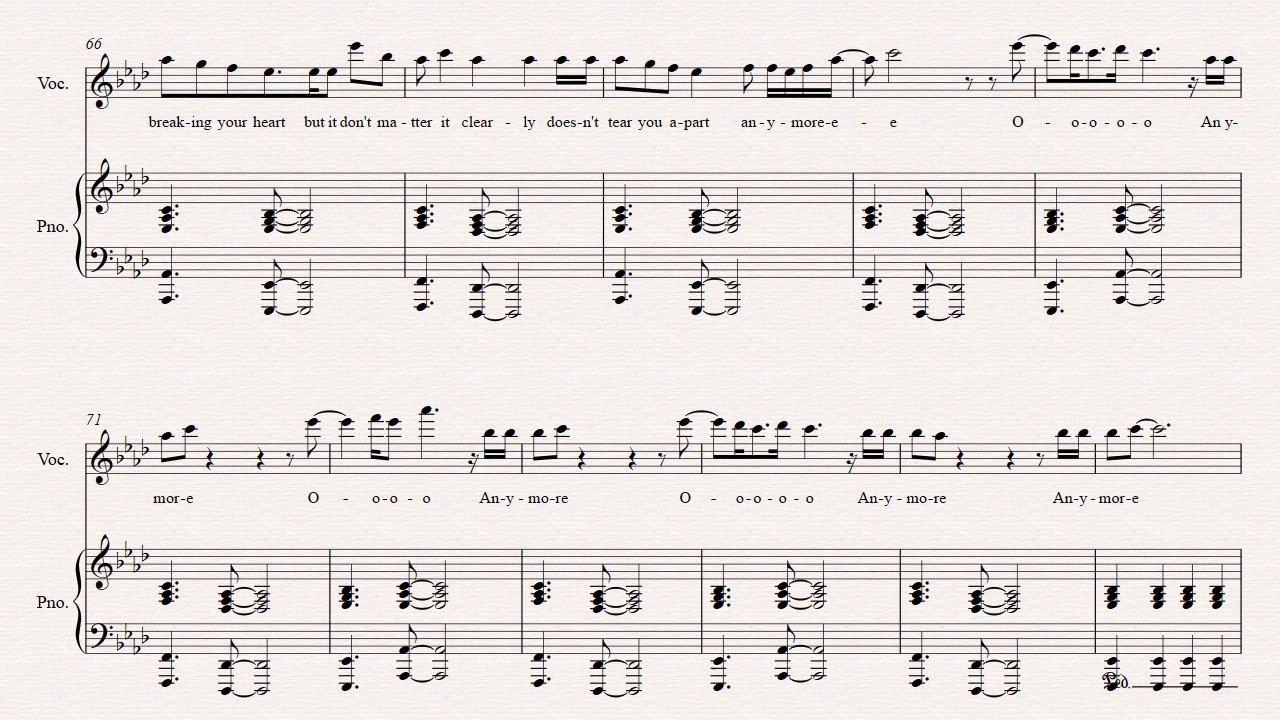 66
Voc.
break-ing your heart but it don't ma - tter it clear - ly does-n't tear you a-part an-y - more-e - e O - o-o - o - o An y-
Pno.
71
Voc.
mor-e O - o-o - o An-y - mo-re O - o-o - o - o An-y - mo-re An-y - mor-e
Pno.
Ped.